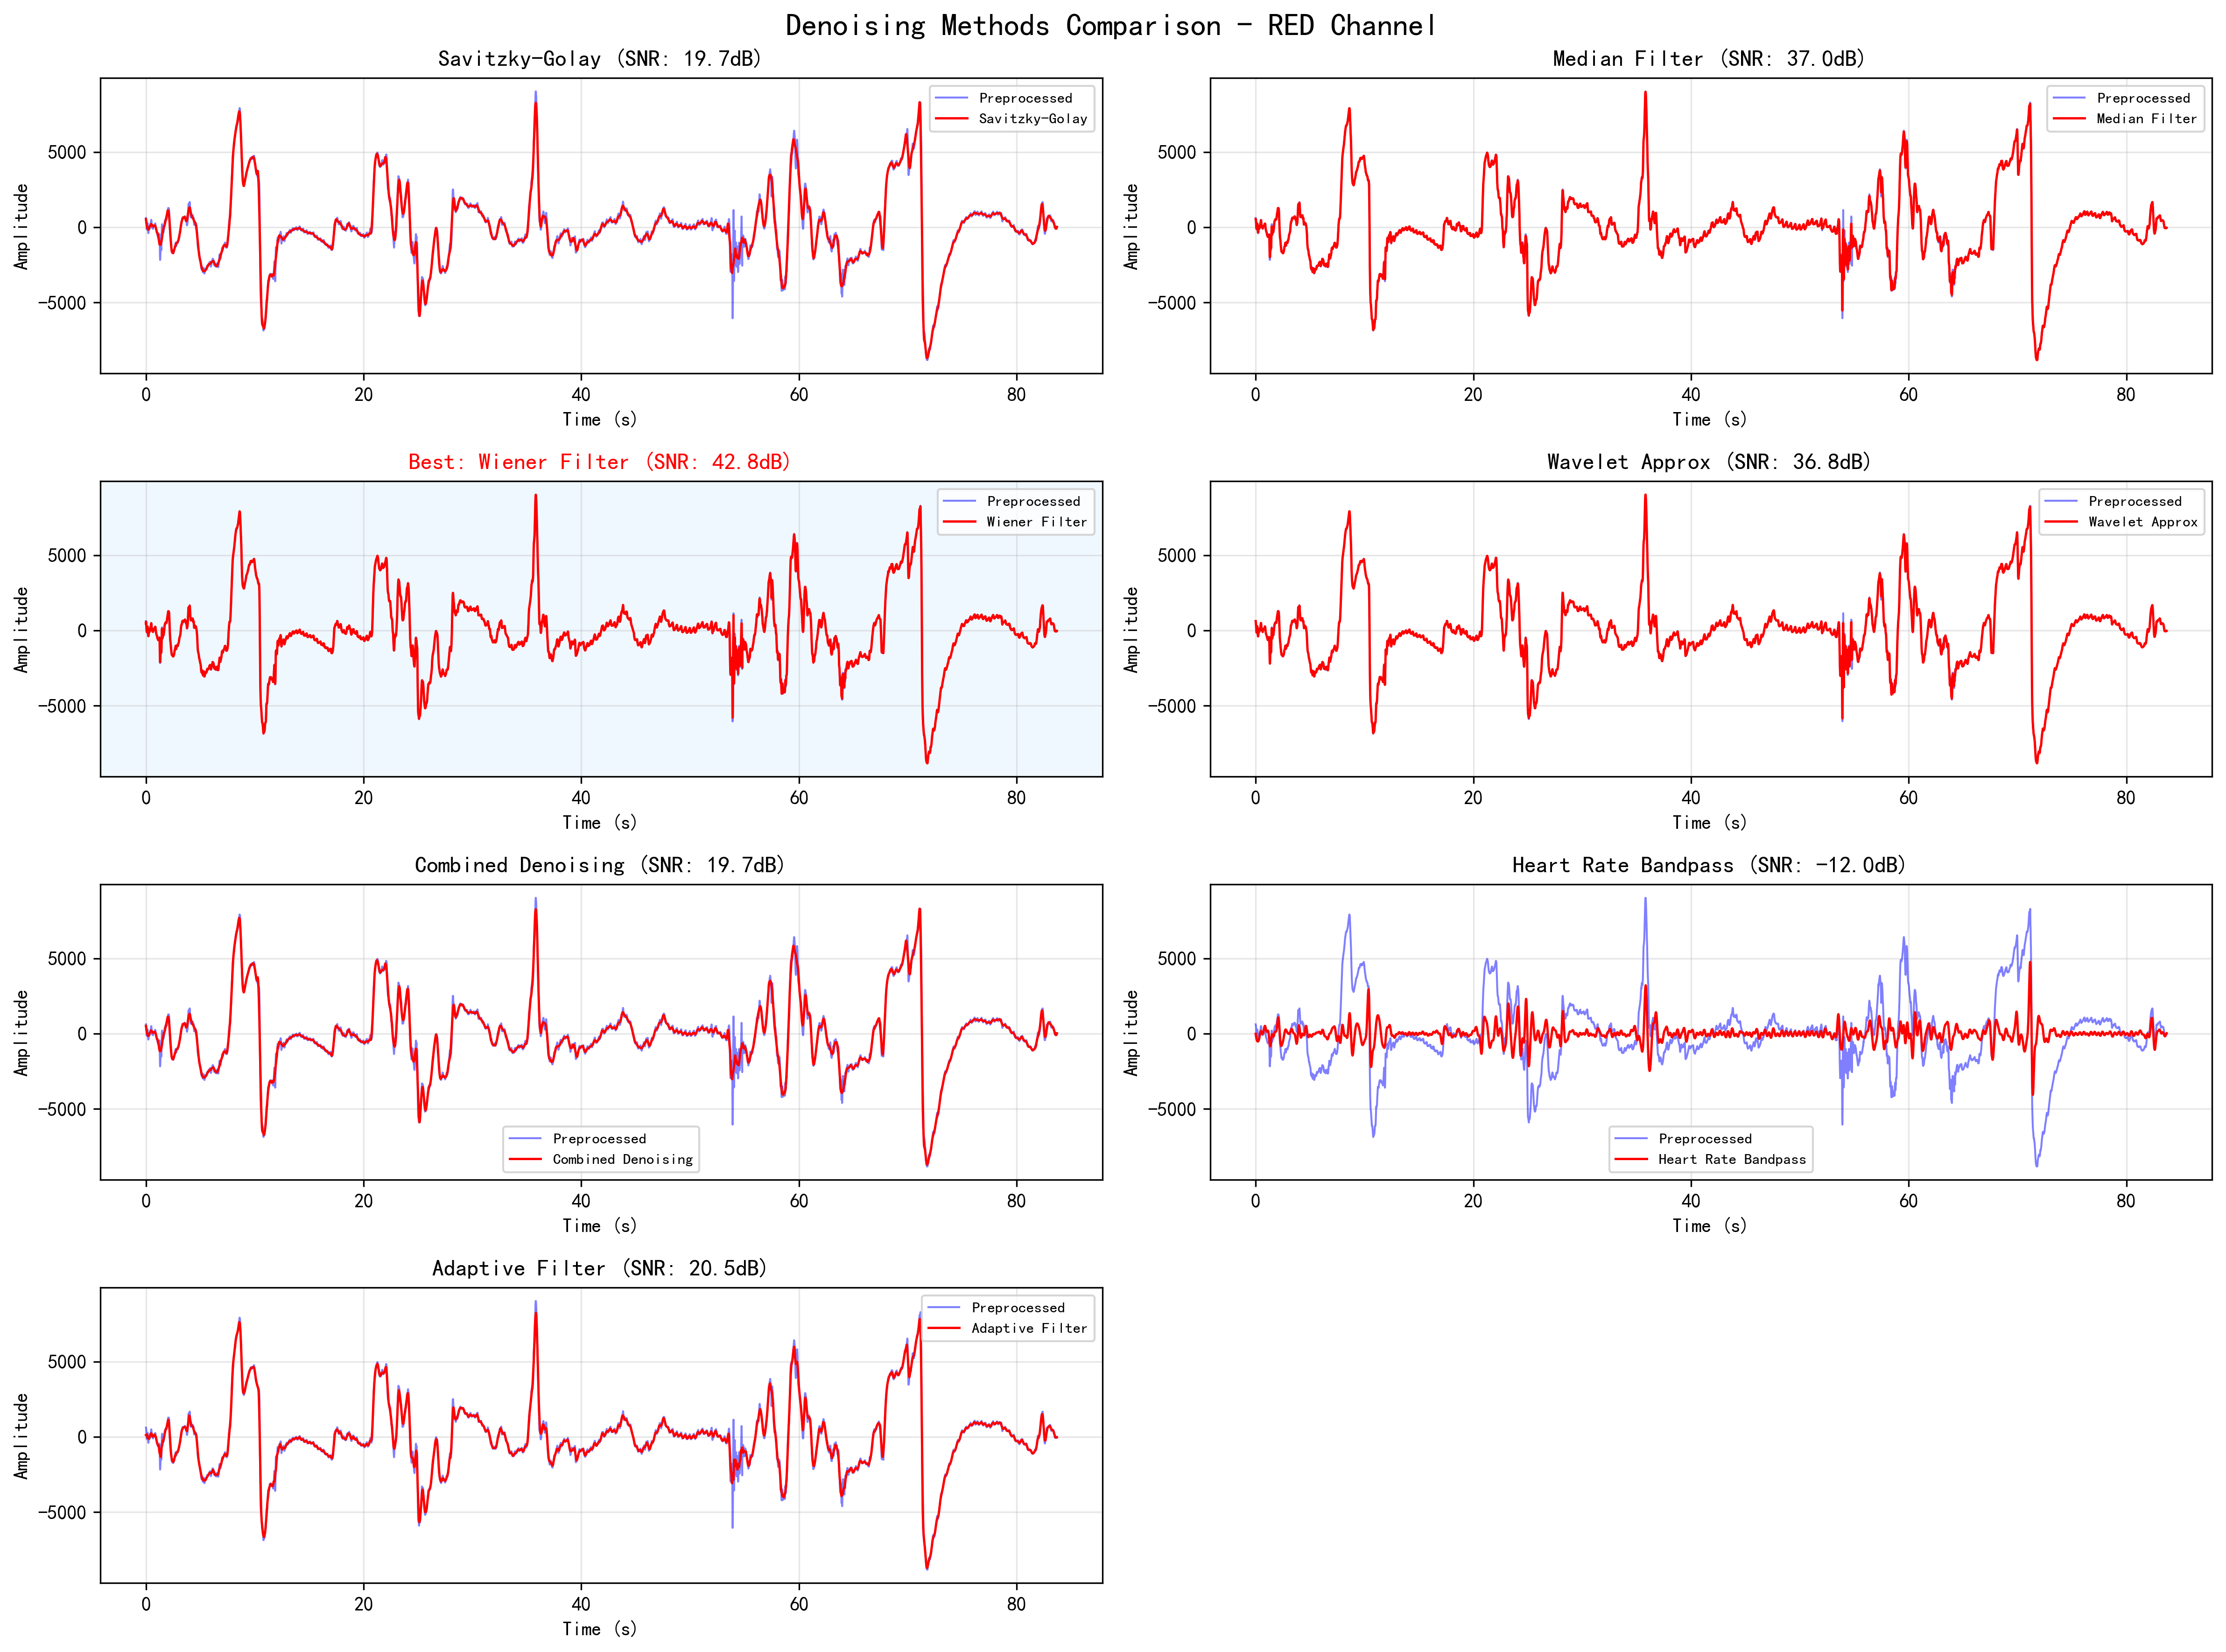 Denoising Methods Comparison - RED Channel
Savitzky-Golay (SNR: 19.7dB)
Preprocessed
Savitzky-Golay
Amplitude
5000
0
-5000
0 20 40 60 80
Time (s)
Median Filter (SNR: 37.0dB)
Preprocessed
Median Filter
Amplitude
5000
0
-5000
0 20 40 60 80
Time (s)
Best: Wiener Filter (SNR: 42.8dB)
Preprocessed
Wiener Filter
Amplitude
5000
0
-5000
0 20 40 60 80
Time (s)
Wavelet Approx (SNR: 36.8dB)
Preprocessed
Wavelet Approx
Amplitude
5000
0
-5000
0 20 40 60 80
Time (s)
Combined Denoising (SNR: 19.7dB)
Amplitude
5000
0
-5000
Preprocessed
Combined Denoising
0 20 40 60 80
Time (s)
Heart Rate Bandpass (SNR: -12.0dB)
Amplitude
5000
0
-5000
Preprocessed
Heart Rate Bandpass
0 20 40 60 80
Time (s)
Adaptive Filter (SNR: 20.5dB)
Preprocessed
Adaptive Filter
Amplitude
5000
0
-5000
0 20 40 60 80
Time (s)